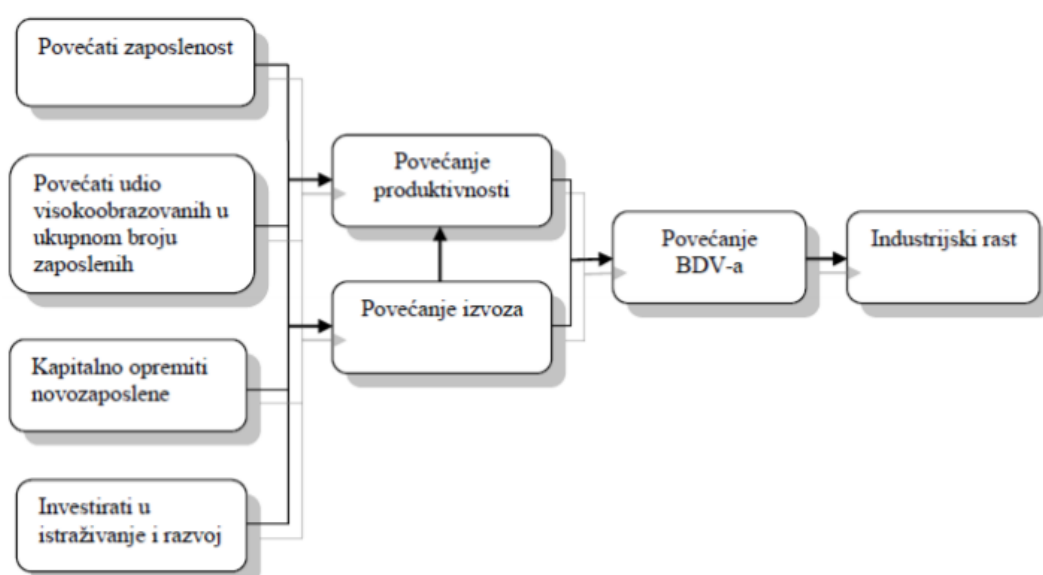 Povećati zaposlenost
Povećati udio
visokoobrazovanih u
ukupnom broju
zaposlenih
Kapitalno opremiti
novozaposlene
Investirati u
istraživanje i razvoj
Povećanje
produktivnosti
Povećanje izvoza
Povećanje
BDV-a
Industrijski rast